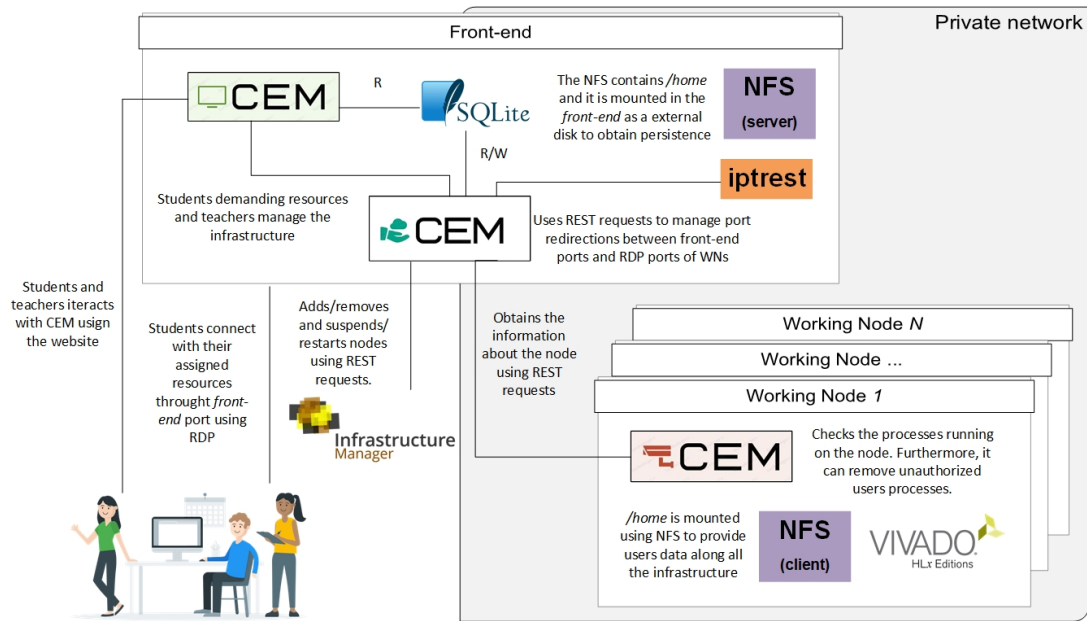 Private network
Front-end
CEM
R
SQLite
The NFS contains /home
and it is mounted in the
front-end as a external
disk to obtain persistence
NFS
(server)
R/W
iptrest
Students demanding resources
and teachers manage the
infrastructure
CEM
Uses REST requests to manage port
redirections between front-end
ports and RDP ports of WNs
Students and
teachers iteracts
with CEM usign
the website
Students connect
with their
assigned
resources
throught front-
end port using
RDP
Adds/removes
and suspends/
restarts nodes
using REST
requests.
Infrastructure
Manager
Obtains the
information
about the node
using REST
requests
Working Node N
Working Node ...
Working Node 1
CEM
Checks the processes running
on the node. Furthermore, it
can remove unauthorized
users processes.
/home is mounted
using NFS to provide
users data along all
the infrastructure
NFS
(client)
VIVADO.
HLx Editions